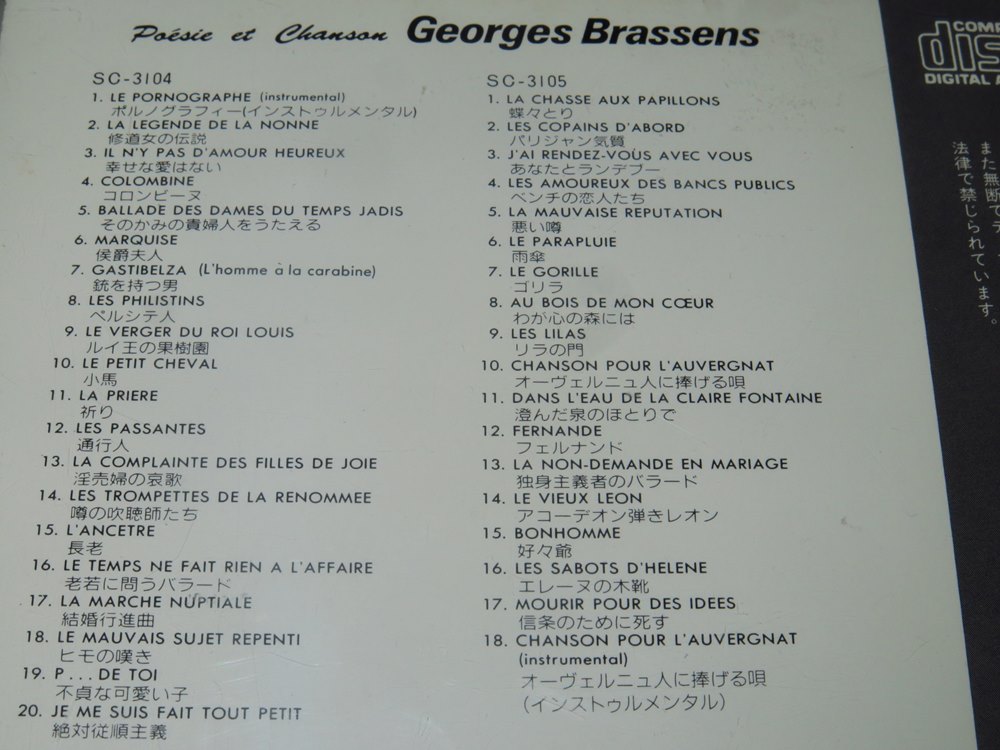 Poésie et Chanson Georges Brassens
SC-3104
1. LE PORNOGRAPHE (instrumental)
ポルノグラフィー(インストゥルメンタル)
2. LA LEGENDE DE LA NONNE
修道女の伝説
3. IL N'Y PAS D'AMOUR HEUREUX
幸せな愛はない
4. COLOMBINE
コロンビーヌ
5. BALLADE DES DAMES DU TEMPS JADIS
そのかみの貴婦人をうたえる
6. MARQUISE
侯爵夫人
7. GASTIBELZA (L'homme à la carabine)
銃を持つ男
8. LES PHILISTINS
ペルシテ人
9. LE VERGER DU ROI LOUIS
ルイ王の果樹園
10. LE PETIT CHEVAL
小馬
11. LA PRIERE
祈り
12. LES PASSANTES
通行人
13. LA COMPLAINTE DES FILLES DE JOIE
淫売婦の哀歌
14. LES TROMPETTES DE LA RENOMMEE
噂の吹聴師たち
15. L'ANCETRE
長老
16. LE TEMPS NE FAIT RIEN A L'AFFAIRE
老若に問うバラード
17. LA MARCHE NUPTIALE
結婚行進曲
18. LE MAUVAIS SUJET REPENTI
ヒモの嘆き
19. P...DE TOI
不貞な可愛い子
20. JE ME SUIS FAIT TOUT PETIT
絶対従順主義
SC-3105
1. LA CHASSE AUX PAPILLONS
蝶々とり
2. LES COPAINS D'ABORD
パリジャン気質
3. J'AI RENDEZ-VOUS AVEC VOUS
あなたとランデブー
4. LES AMOUREUX DES BANCS PUBLICS
ベンチの恋人たち
5. LA MAUVAISE REPUTATION
悪い噂
6. LE PARAPLUIE
雨傘
7. LE GORILLE
ゴリラ
8. AU BOIS DE MON CŒUR
わが心の森には
9. LES LILAS
リラの門
10. CHANSON POUR L'AUVERGNAT
オーヴェルニュ人に捧げる唄
11. DANS L'EAU DE LA CLAIRE FONTAINE
澄んだ泉のほとりで
12. FERNANDE
フェルナンド
13. LA NON-DEMANDE EN MARIAGE
独身主義者のバラード
14. LE VIEUX LEON
アコーデオン弾きレオン
15. BONHOMME
好々爺
16. LES SABOTS D'HELENE
エレーヌの木靴
17. MOURIR POUR DES IDEES
信条のために死す
18. CHANSON POUR L'AUVERGNAT
(instrumental)
オーヴェルニュ人に捧げる唄
(インストゥルメンタル)
COMP
dis
DIGITAL A
また無断でテ
法律で禁じられています。